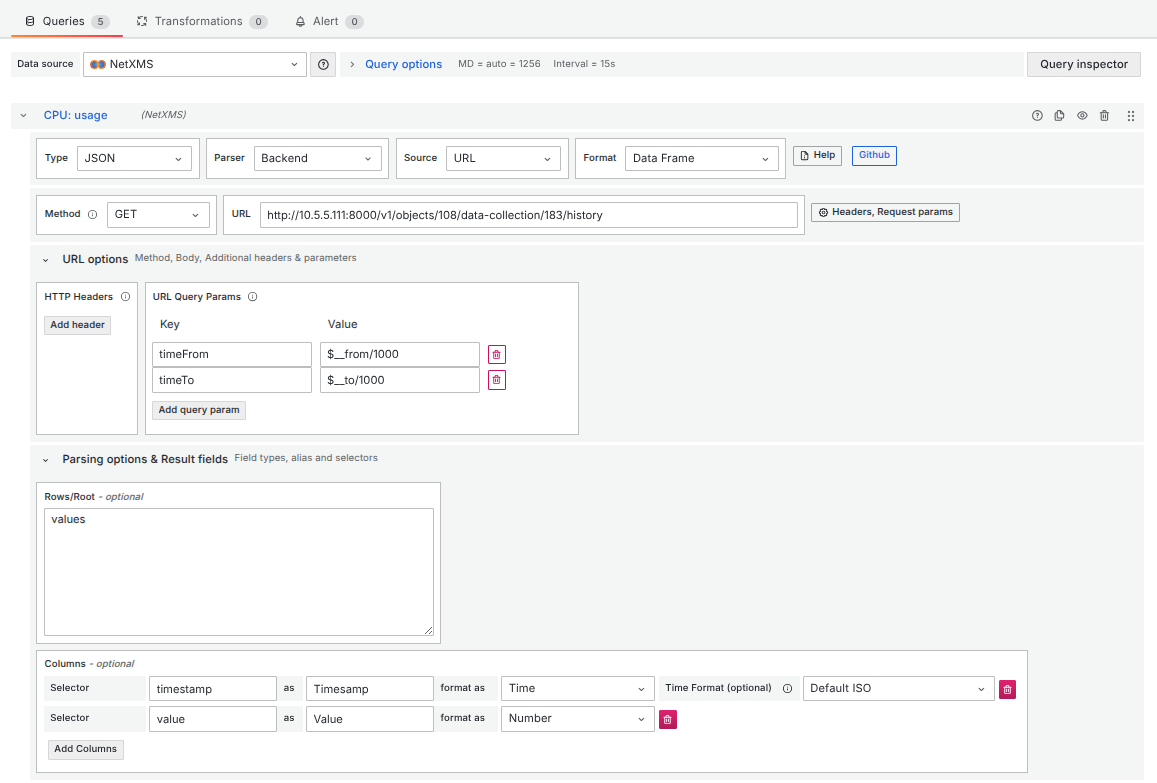 Queries 5 Transformations 0 Alert 0
Data source NetXMS Query options MD = auto = 1256 Interval = 15s Query inspector
CPU: usage (NetXMS)
Type JSON Parser Backend Source URL Format Data Frame Help Github
Method GET URL http://10.5.5.111:8000/v1/objects/108/data-collection/183/history Headers, Request params
URL options Method, Body, Additional headers & parameters
HTTP Headers URL Query Params
Add header
Key Value
timeFrom $__from/1000
timeTo $__to/1000
Add query param
Parsing options & Result fields Field types, alias and selectors
Rows/Root - optional
values
Columns - optional
Selector timestamp as Timesamp format as Time Time Format (optional) Default ISO
Selector value as Value format as Number
Add Columns